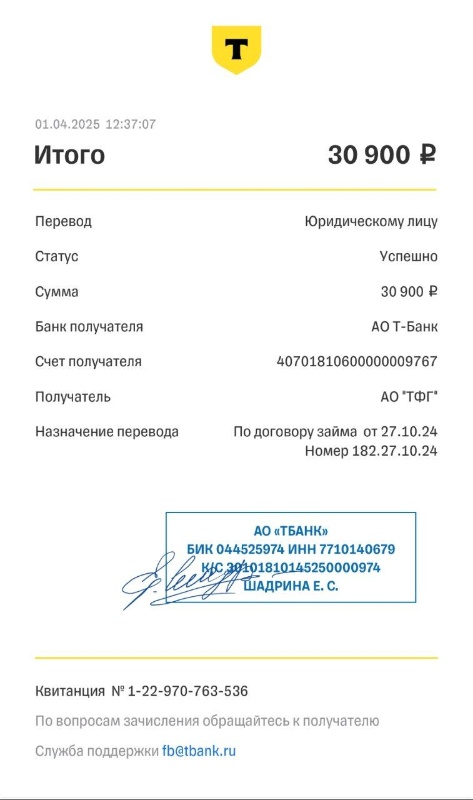 Т
01.04.2025 12:37:07
Итого 30 900 ₽
Перевод Юридическому лицу
Статус Успешно
Сумма 30 900 ₽
Банк получателя АО Т-Банк
Счет получателя 40701810600000009767
Получатель АО "ТФГ"
Назначение перевода По договору займа от 27.10.24
Номер 182.27.10.24
АО «ТБАНК»
БИК 044525974 ИНН 7710140679
К/С 30101810145250000974
ШАДРИНА Е. С.
Квитанция № 1-22-970-763-536
По вопросам зачисления обращайтесь к получателю
Служба поддержки fb@tbank.ru